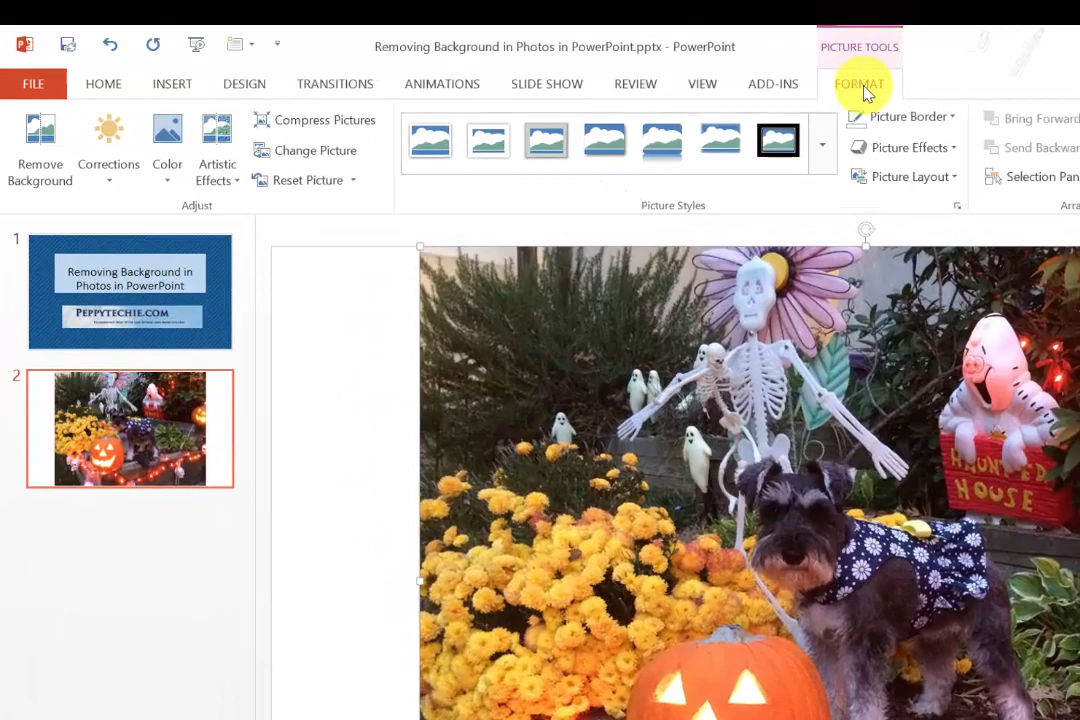 Removing Background in Photos in PowerPoint.pptx - PowerPoint
PICTURE TOOLS
FILE HOME INSERT DESIGN TRANSITIONS ANIMATIONS SLIDE SHOW REVIEW VIEW ADD-INS FORMAT
Remove Background
Corrections
Color
Artistic Effects
Compress Pictures
Change Picture
Reset Picture
Adjust
Picture Styles
Picture Border
Picture Effects
Picture Layout
Bring Forward
Send Backwar
Selection Pan
Arra
1
Removing Background in
Photos in PowerPoint
PEPPYTECHIE.COM
2
HAUNTED
HOUSE